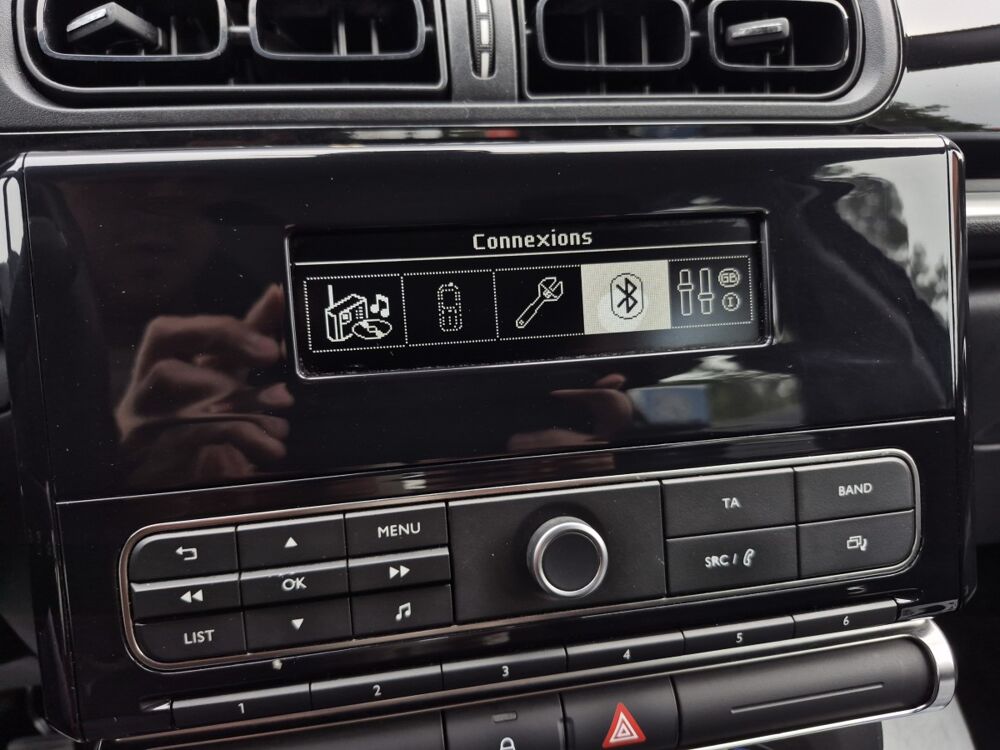 Connexions
GB
I
MENU
TA
BAND
OK
SRC /
LIST
1 2 3 4 5 6